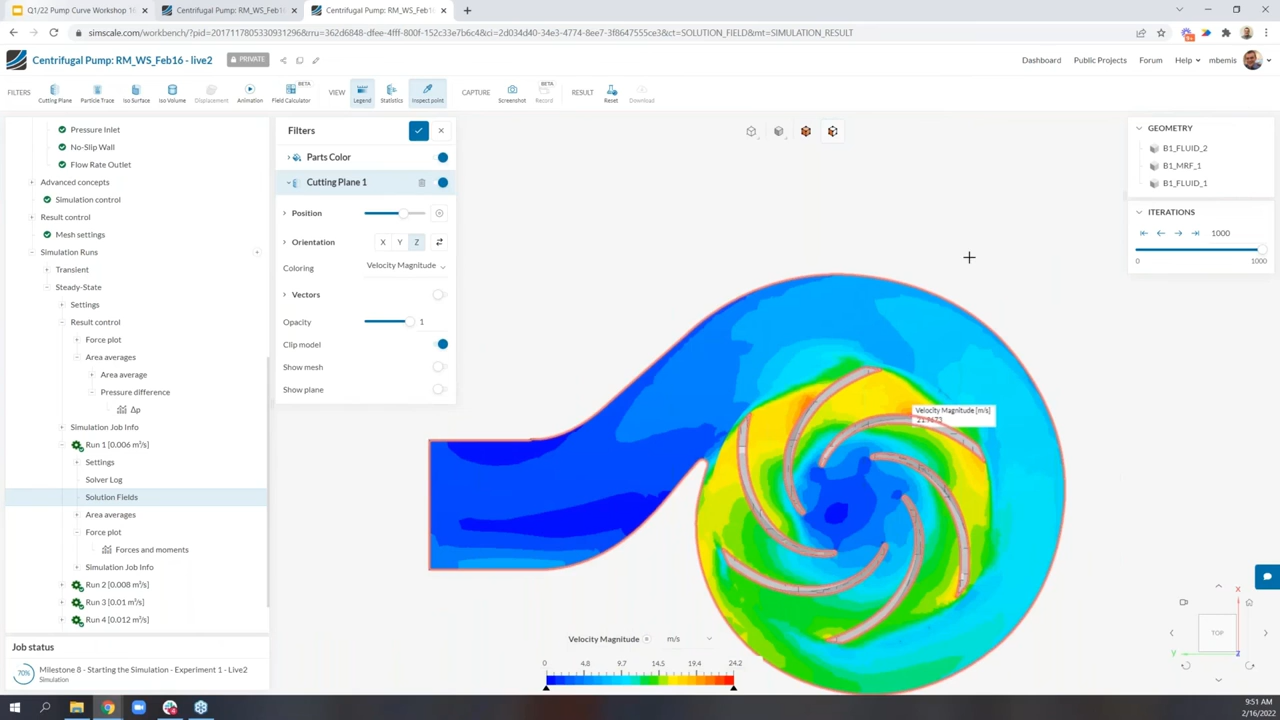 Q1/22 Pump Curve Workshop 16
Centrifugal Pump: RM_WS_Feb16 -
Centrifugal Pump: RM_WS_Feb16 -
simscale.com/workbench/?pid=2017117805330931296&rru=362d6848-dfee-4fff-800f-152c33e7b6c4&ci=2d034d40-34e3-4774-8ee7-3f8647555ce3&ct=SOLUTION_FIELD&mt=SIMULATION_RESULT
Centrifugal Pump: RM_WS_Feb16 - live2
PRIVATE
Dashboard
Public Projects
Forum
Help
mbemis
FILTERS
Cutting Plane
Particle Trace
Iso Surface
Iso Volume
Displacement
Animation
BETA
Field Calculator
VIEW
Legend
Statistics
Inspect point
CAPTURE
Screenshot
BETA
Record
RESULT
Reset
Download
Pressure Inlet
No-Slip Wall
Flow Rate Outlet
Advanced concepts
Simulation control
Result control
Mesh settings
Simulation Runs
Transient
Steady-State
Settings
Result control
Force plot
Area averages
Area average
Pressure difference
Δp
Simulation Job Info
Run 1 [0.006 m³/s]
Settings
Solver Log
Solution Fields
Area averages
Force plot
Forces and moments
Simulation Job Info
Run 2 [0.008 m³/s]
Run 3 [0.01 m³/s]
Run 4 [0.012 m³/s]
Job status
70%
Milestone 8 - Starting the Simulation - Experiment 1 - Live2
Simulation
Filters
Parts Color
Cutting Plane 1
Position
Orientation
X
Y
Z
Coloring
Velocity Magnitude
Vectors
Opacity
1
Clip model
Show mesh
Show plane
Velocity Magnitude [m/s]
Velocity Magnitude
m/s
0
4.8
9.7
14.5
19.4
24.2
GEOMETRY
B1_FLUID_2
B1_MRF_1
B1_FLUID_1
ITERATIONS
1000
0
1000
X
TOP
Y
Z
9:51 AM
2/16/2022